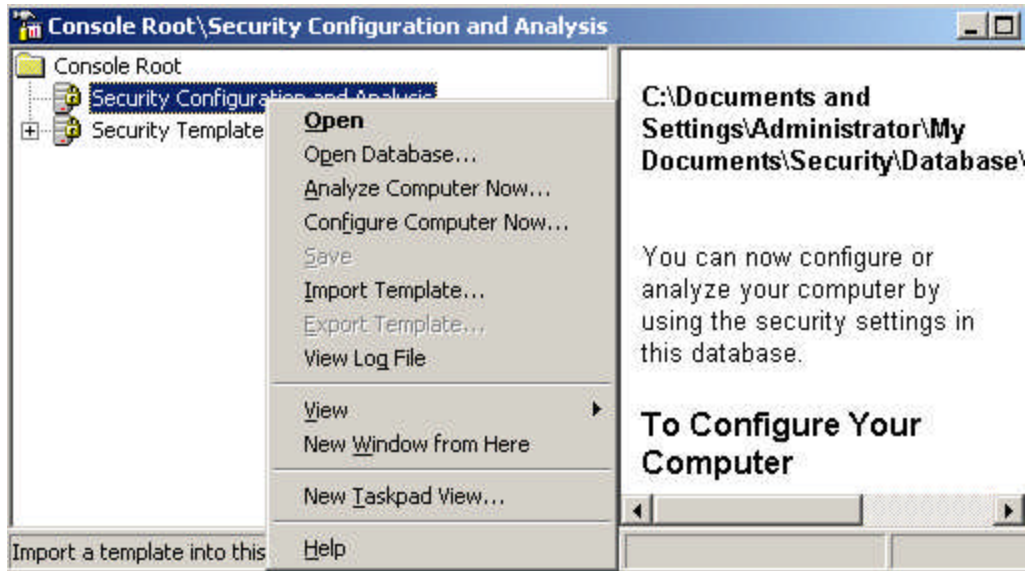 Console Root\Security Configuration and Analysis
Console Root
Security Configuration and Analysis
Security Template
Open
Open Database...
Analyze Computer Now...
Configure Computer Now...
Save
Import Template...
Export Template...
View Log File
View
New Window from Here
New Taskpad View...
Help
C:\Documents and
Settings\Administrator\My
Documents\Security\Database\
You can now configure or
analyze your computer by
using the security settings in
this database.
To Configure Your
Computer
Import a template into this